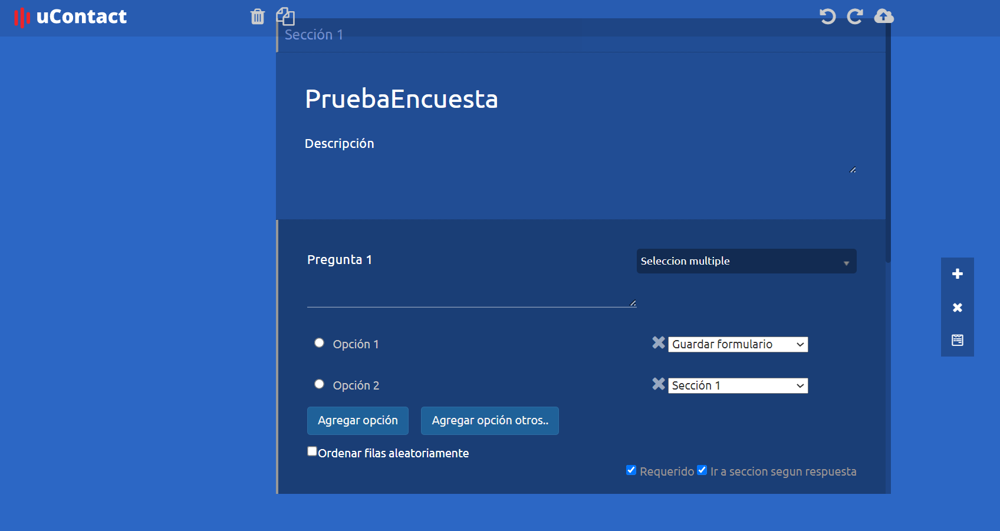 uContact
Sección 1
PruebaEncuesta
Descripción
Pregunta 1
Seleccion multiple
Opción 1
Guardar formulario
Opción 2
Sección 1
Agregar opción
Agregar opción otros..
Ordenar filas aleatoriamente
Requerido Ir a seccion segun respuesta